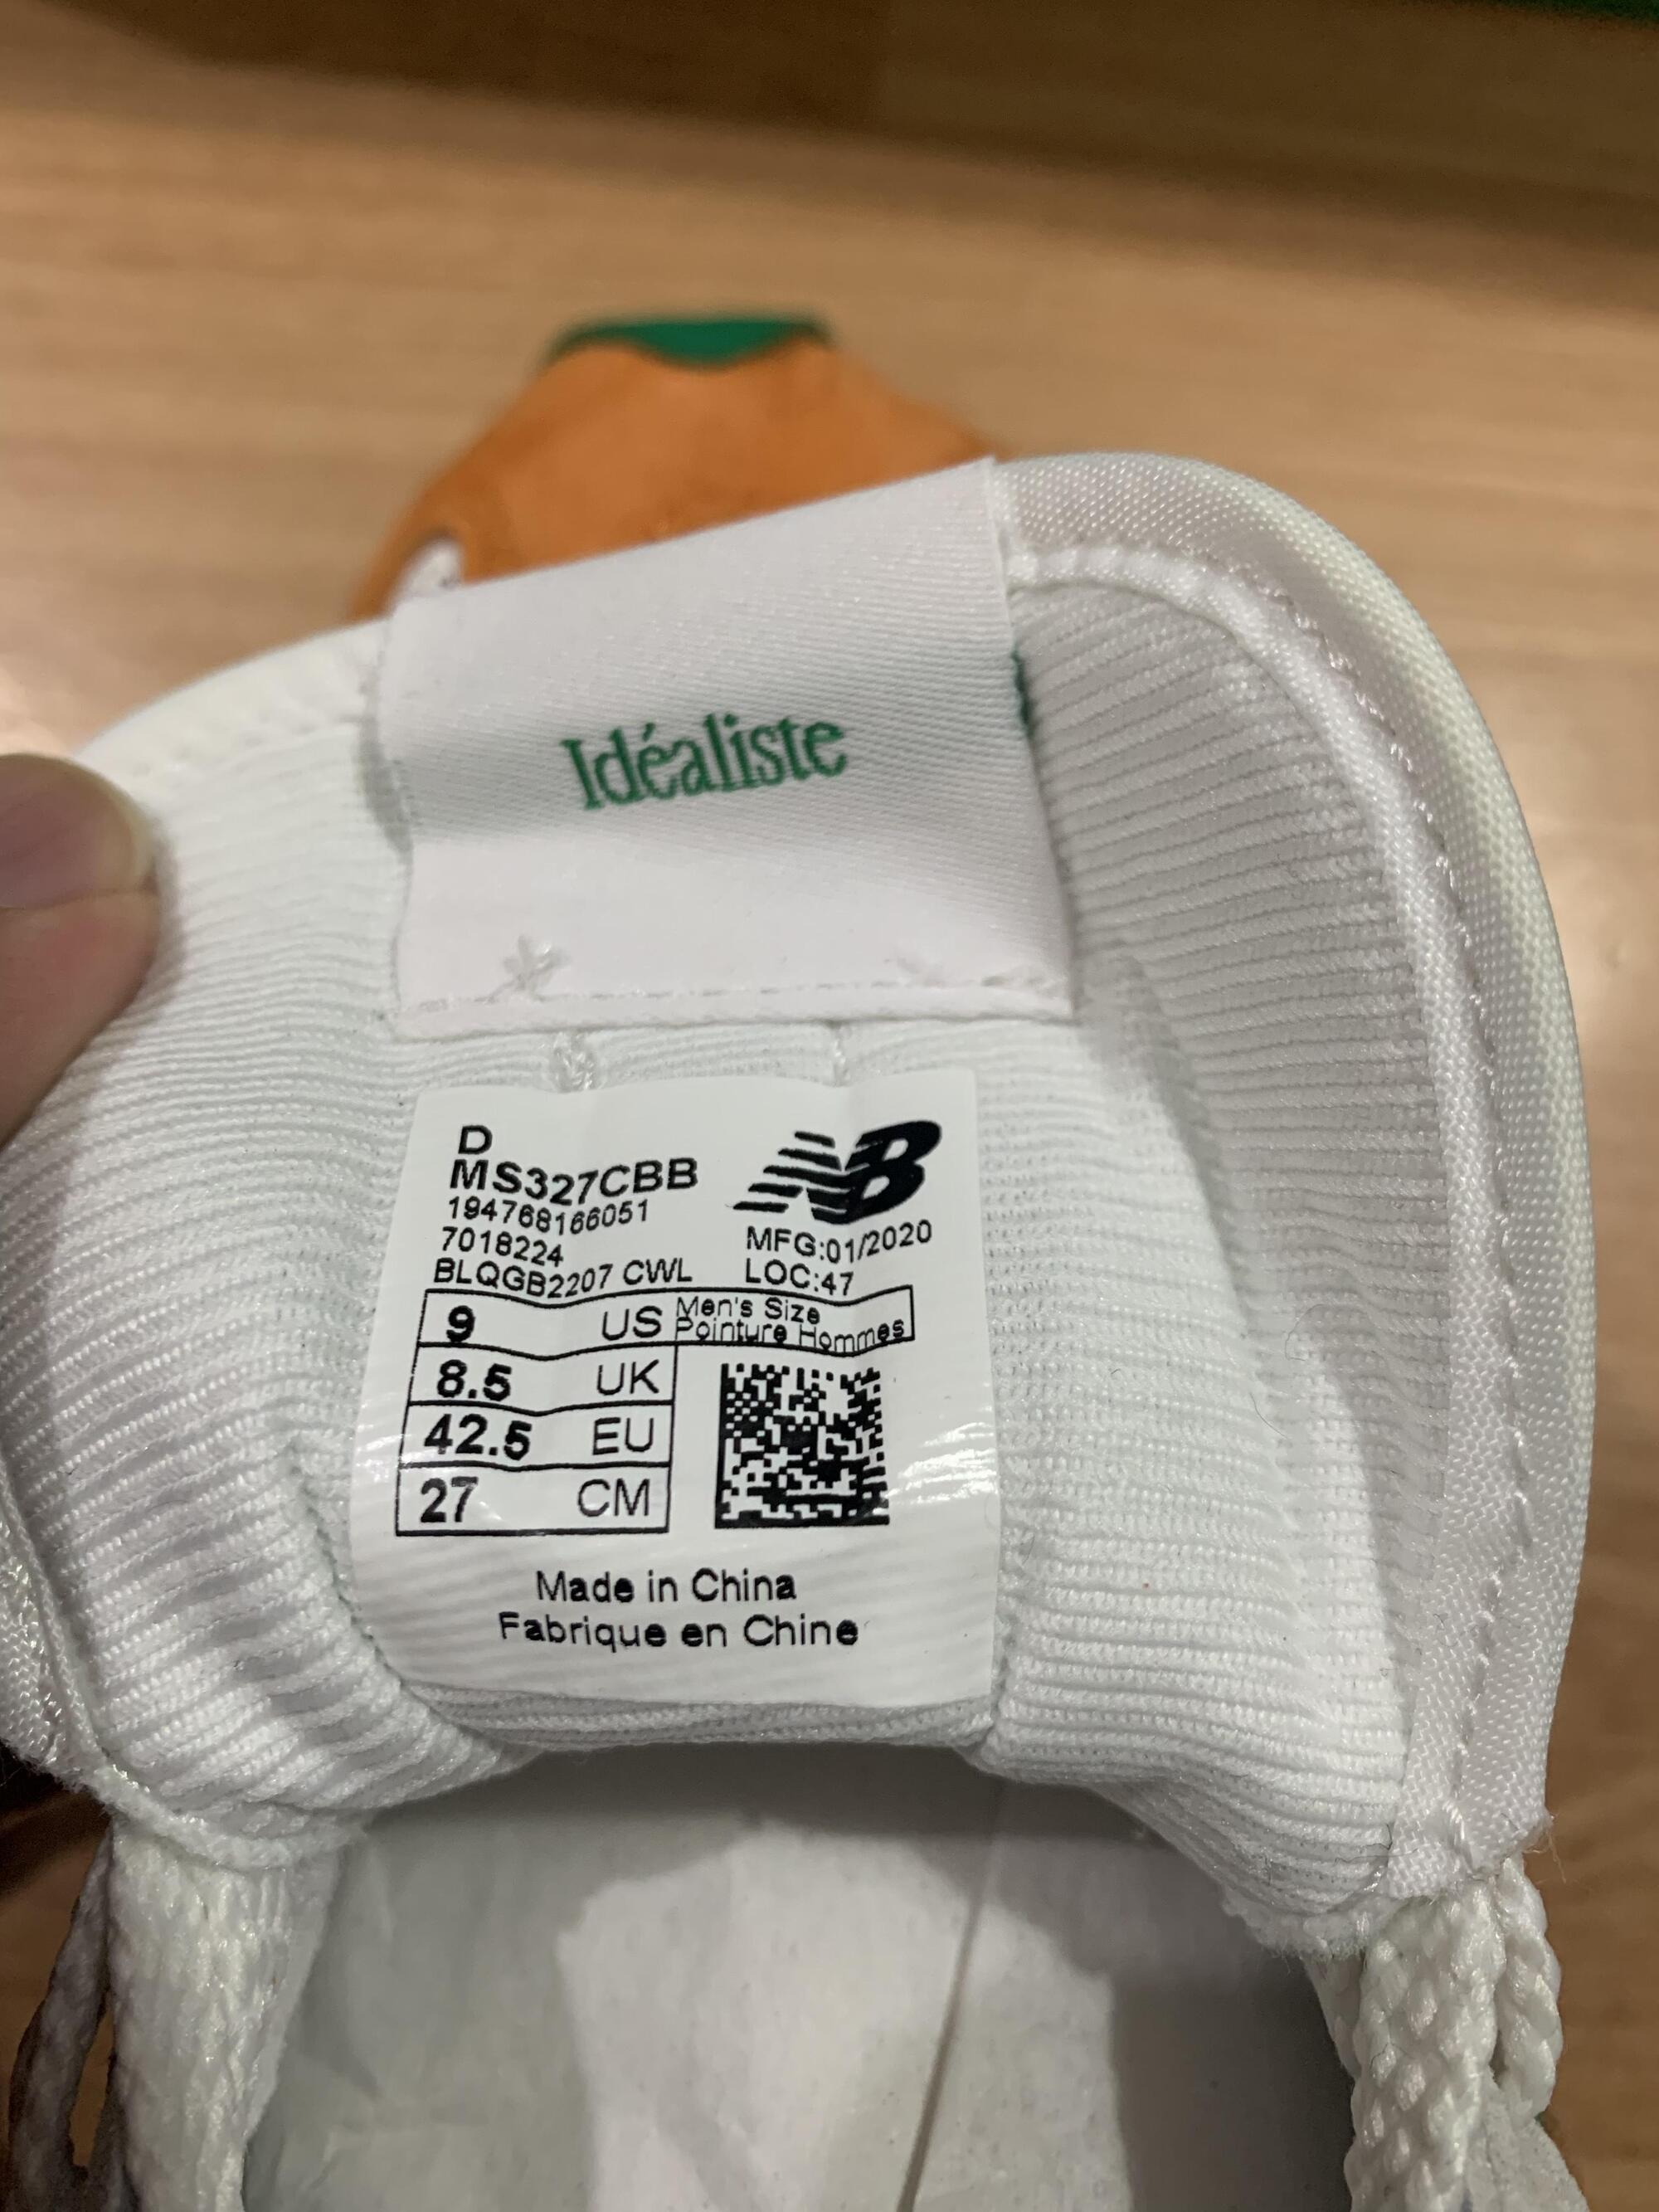 Idéaliste
D
MS327CBB
194768166051
7018224
BLQGB2207 CWL
NB
MFG:01/2020
LOC:47
9 US Men's Size
Pointure Hommes
8.5 UK
42.5 EU
27 CM
Made in China
Fabrique en Chine